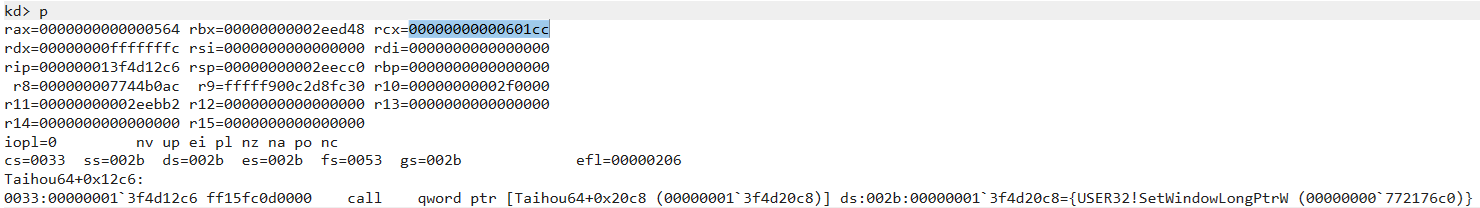 kd> p
rax=0000000000000564 rbx=00000000002eed48 rcx=00000000000601cc
rdx=00000000fffffffc rsi=0000000000000000 rdi=0000000000000000
rip=000000013f4d12c6 rsp=00000000002eecc0 rbp=0000000000000000
 r8=000000007744b0ac  r9=fffff900c2d8fc30 r10=00000000002f0000
r11=00000000002eebb2 r12=0000000000000000 r13=0000000000000000
r14=0000000000000000 r15=0000000000000000
iopl=0         nv up ei pl nz na po nc
cs=0033  ss=002b  ds=002b  es=002b  fs=0053  gs=002b             efl=00000206
Taihou64+0x12c6:
0033:00000001`3f4d12c6 ff15fc0d0000    call    qword ptr [Taihou64+0x20c8 (00000001`3f4d20c8)] ds:002b:00000001`3f4d20c8={USER32!SetWindowLongPtrW (00000000`772176c0)}